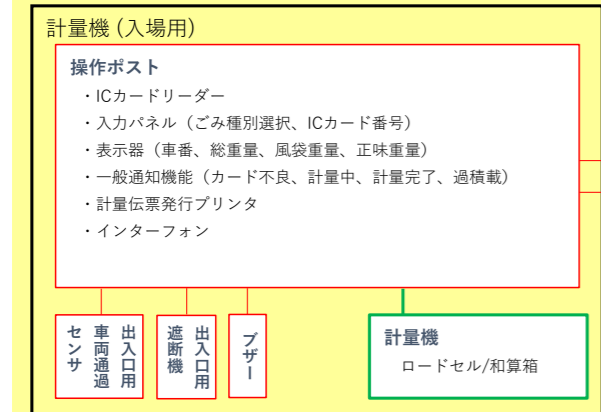 計量機 (入場用)
操作ポスト
・ICカードリーダー
・入力パネル（ごみ種別選択、ICカード番号）
・表示器（車番、総重量、風袋重量、正味重量）
・一般通知機能（カード不良、計量中、計量完了、過積載）
・計量伝票発行プリンタ
・インターフォン
出入口用
車両通過
センサ
出入口用
遮断機
ブザー
計量機
ロードセル/和算箱